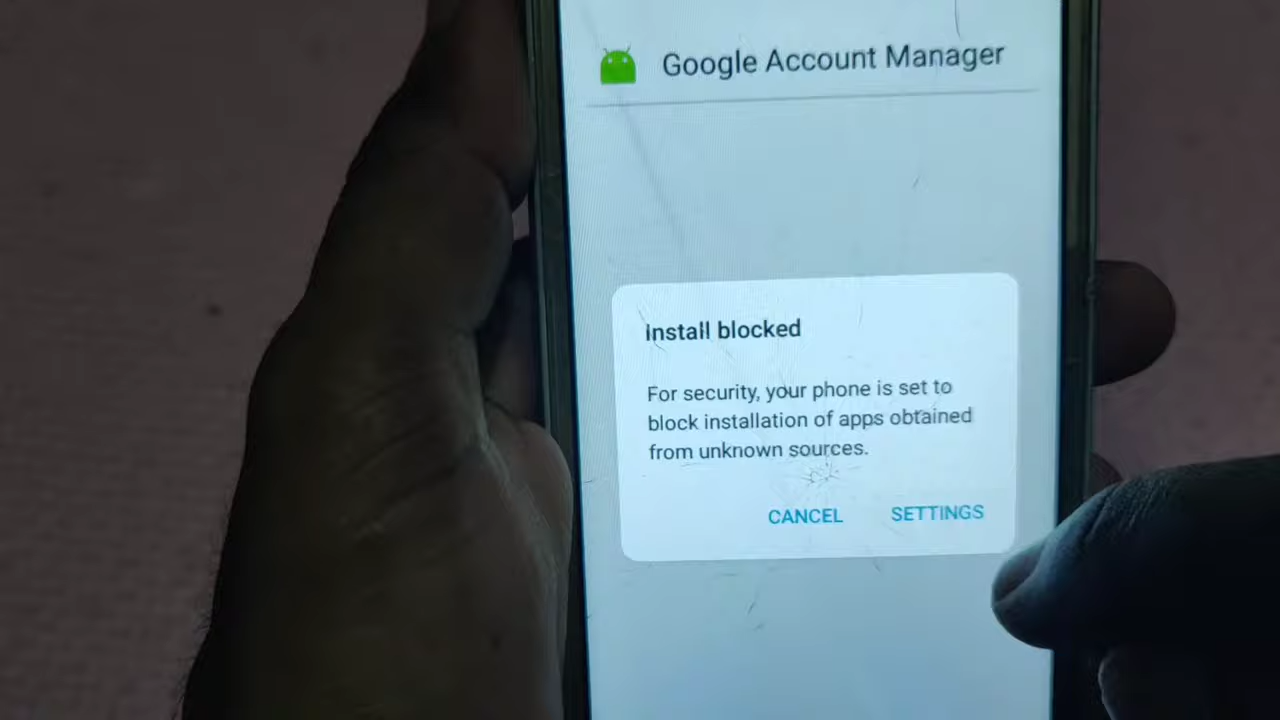 Google Account Manager
Install blocked
For security, your phone is set to
block installation of apps obtained
from unknown sources.
CANCEL SETTINGS